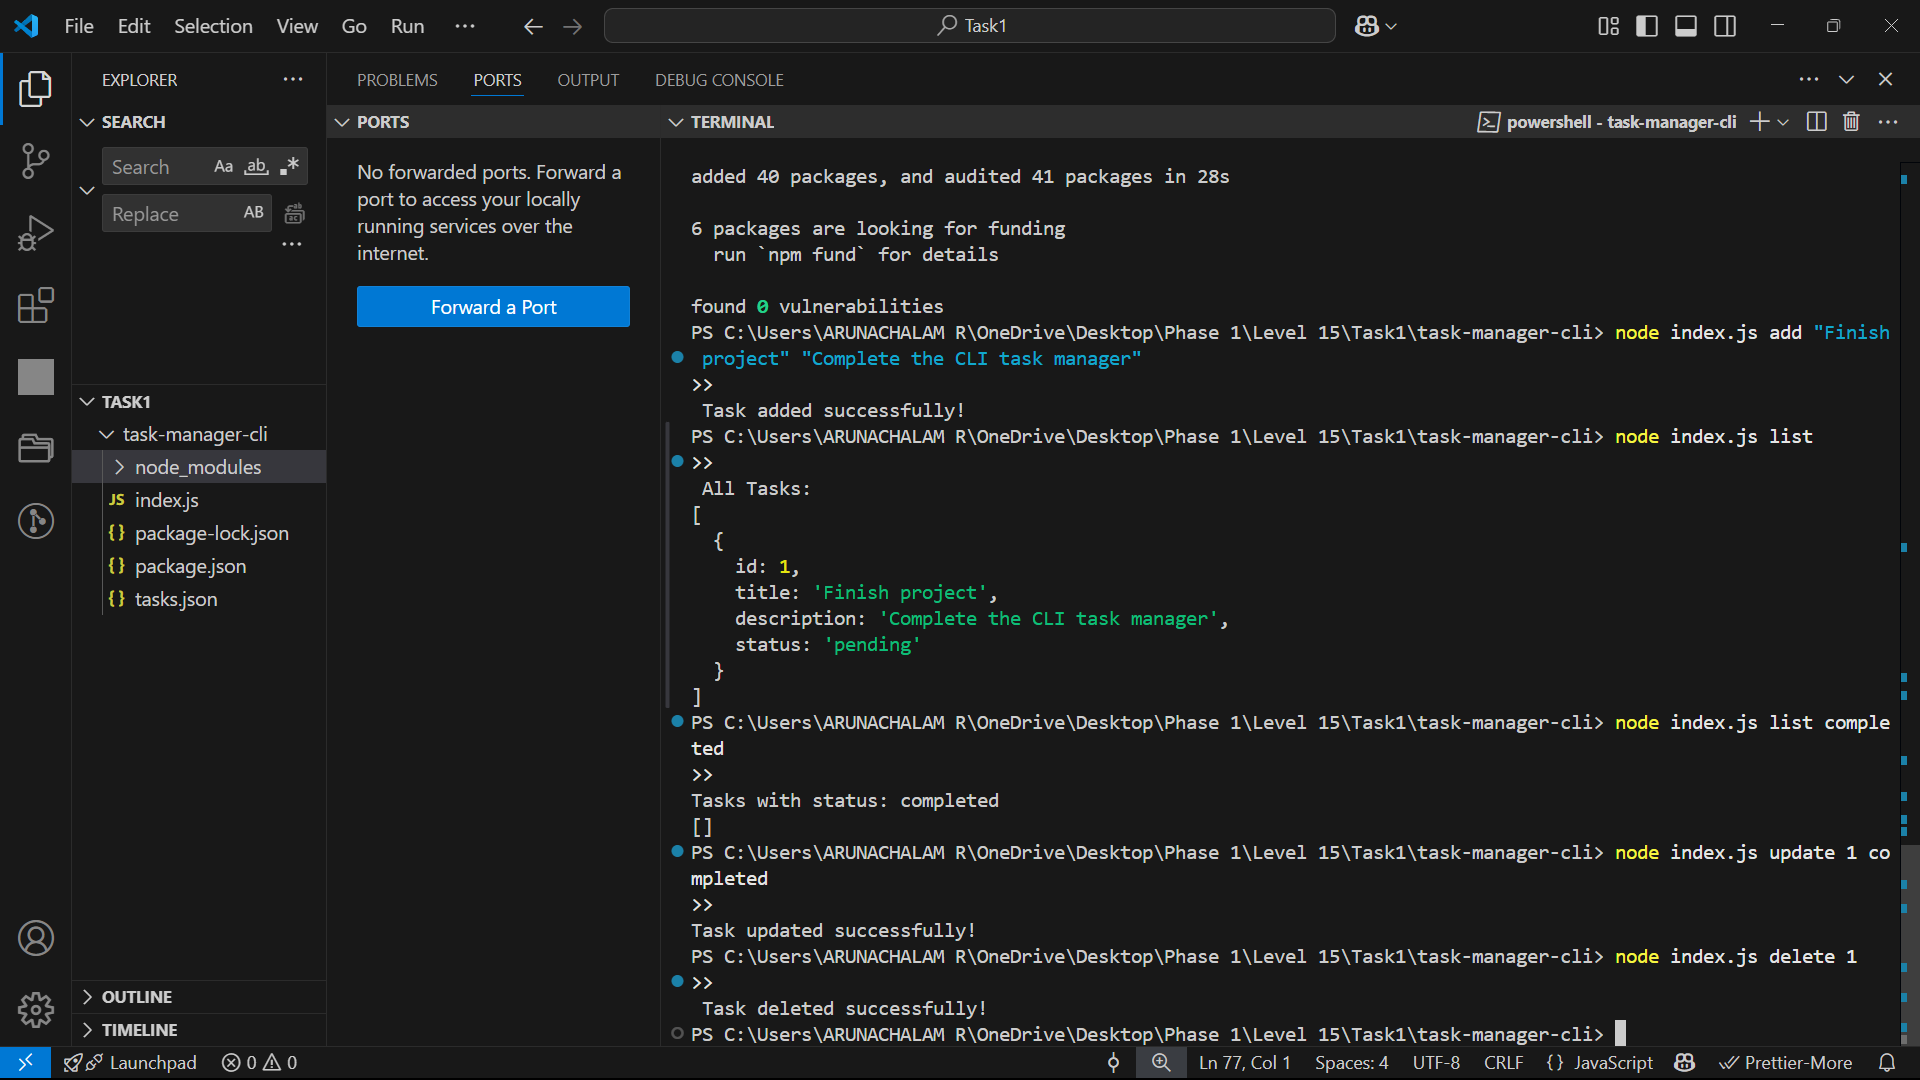 File Edit Selection View Go Run ··· Task1
EXPLORER
SEARCH
Search Aa ab
Replace AB
TASK1
task-manager-cli
node_modules
JS index.js
{} package-lock.json
{} package.json
{} tasks.json
OUTLINE
TIMELINE
PROBLEMS PORTS OUTPUT DEBUG CONSOLE
PORTS
No forwarded ports. Forward a
port to access your locally
running services over the
internet.
Forward a Port
TERMINAL powershell - task-manager-cli
added 40 packages, and audited 41 packages in 28s
6 packages are looking for funding
run `npm fund` for details
found 0 vulnerabilities
PS C:\Users\ARUNACHALAM R\OneDrive\Desktop\Phase 1\Level 15\Task1\task-manager-cli> node index.js add "Finish
project" "Complete the CLI task manager"
>>
Task added successfully!
PS C:\Users\ARUNACHALAM R\OneDrive\Desktop\Phase 1\Level 15\Task1\task-manager-cli> node index.js list
>>
All Tasks:
[
{
id: 1,
title: 'Finish project',
description: 'Complete the CLI task manager',
status: 'pending'
}
]
PS C:\Users\ARUNACHALAM R\OneDrive\Desktop\Phase 1\Level 15\Task1\task-manager-cli> node index.js list comple
ted
>>
Tasks with status: completed
[]
PS C:\Users\ARUNACHALAM R\OneDrive\Desktop\Phase 1\Level 15\Task1\task-manager-cli> node index.js update 1 co
mpleted
>>
Task updated successfully!
PS C:\Users\ARUNACHALAM R\OneDrive\Desktop\Phase 1\Level 15\Task1\task-manager-cli> node index.js delete 1
>>
Task deleted successfully!
PS C:\Users\ARUNACHALAM R\OneDrive\Desktop\Phase 1\Level 15\Task1\task-manager-cli>
Launchpad 0 0 Ln 77, Col 1 Spaces: 4 UTF-8 CRLF {} JavaScript Prettier-More